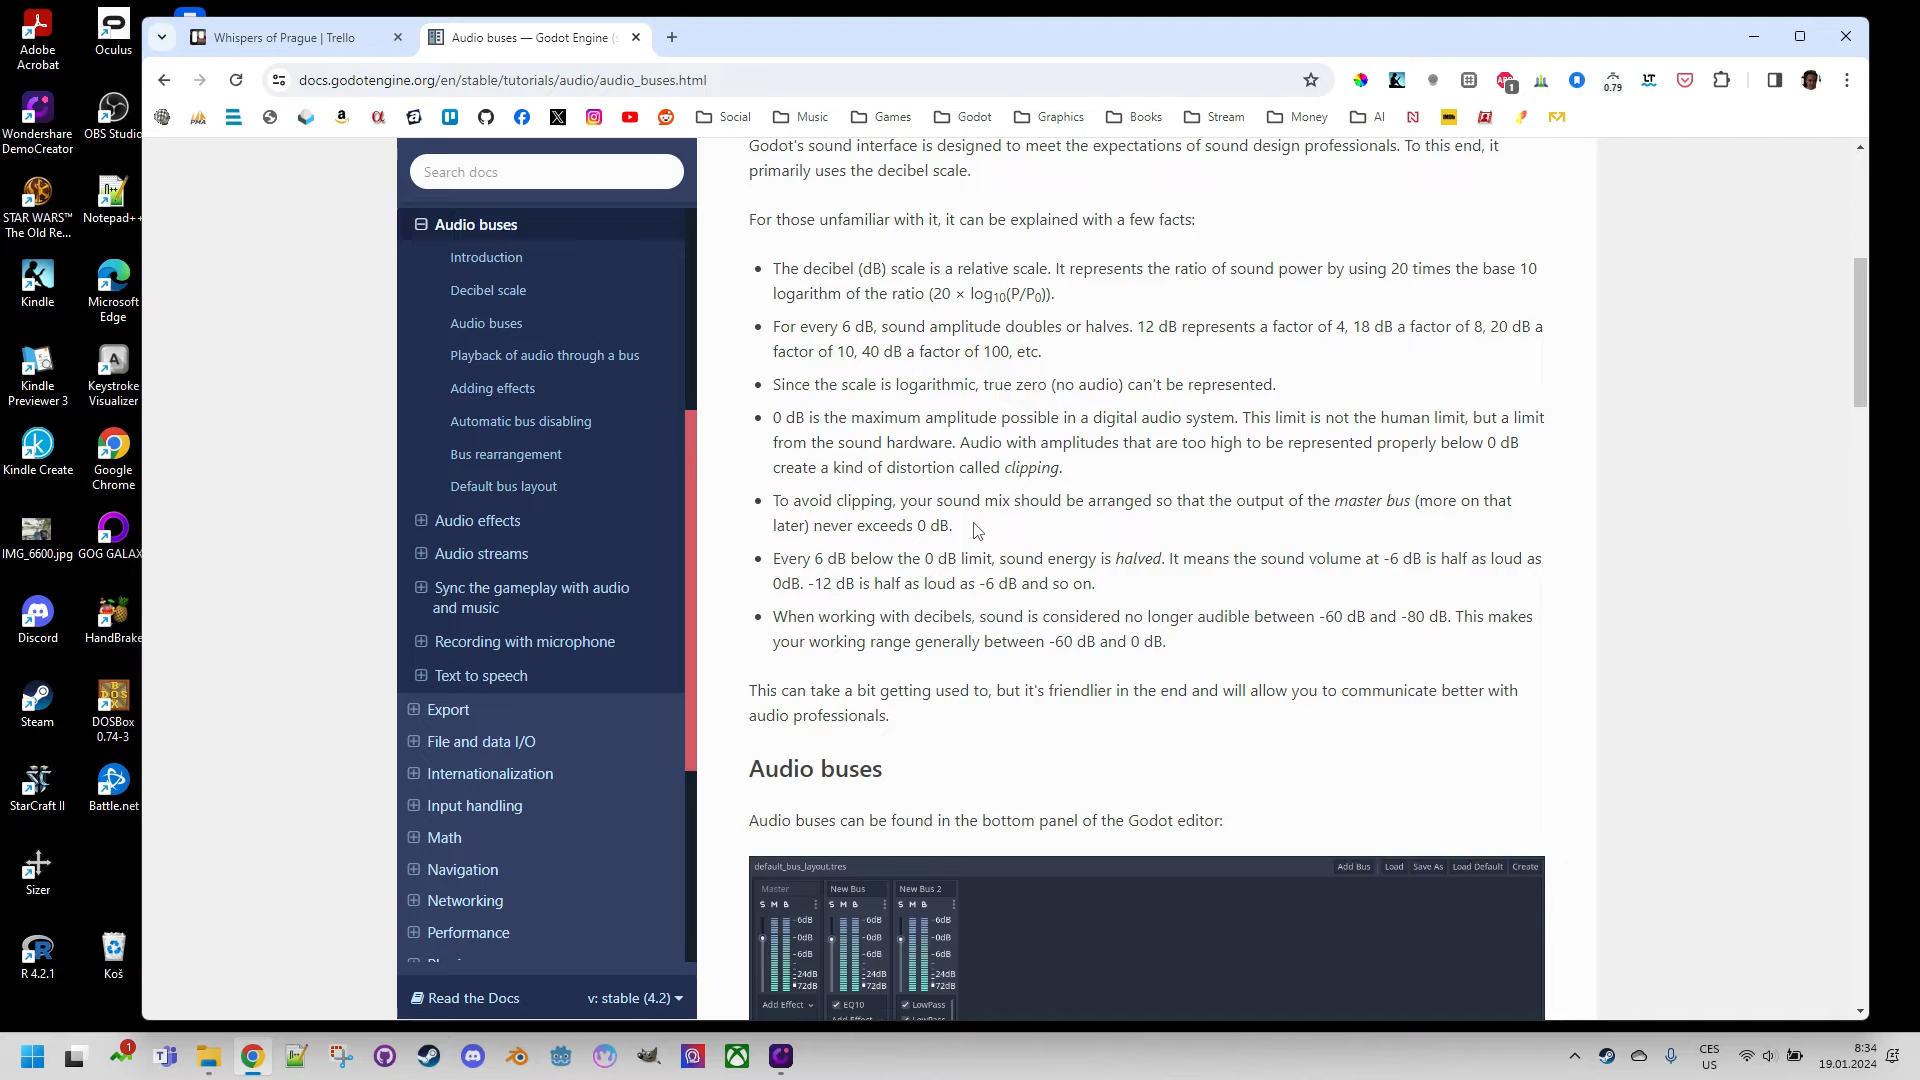 Adobe
Acrobat
Oculus
Wondershare
DemoCreator
OBS Studio
STAR WARS™
The Old Re...
Notepad++
Kindle
Microsoft
Edge
Kindle
Previewer 3
Keystroke
Visualizer
Kindle Create
Google
Chrome
IMG_6600.jpg
GOG GALAX
Discord
HandBrake
Steam
DOSBox
0.74-3
StarCraft II
Battle.net
Sizer
R 4.2.1
Koš
Whispers of Prague | Trello
Audio buses — Godot Engine (s
docs.godotengine.org/en/stable/tutorials/audio/audio_buses.html
1
0.79
Social
Music
Games
Godot
Graphics
Books
Stream
Money
AI
Search docs
Audio buses
Introduction
Decibel scale
Audio buses
Playback of audio through a bus
Adding effects
Automatic bus disabling
Bus rearrangement
Default bus layout
Audio effects
Audio streams
Sync the gameplay with audio
and music
Recording with microphone
Text to speech
Export
File and data I/O
Internationalization
Input handling
Math
Navigation
Networking
Performance
Read the Docs
v: stable (4.2)
Godot's sound interface is designed to meet the expectations of sound design professionals. To this end, it
primarily uses the decibel scale.
For those unfamiliar with it, it can be explained with a few facts:
• The decibel (dB) scale is a relative scale. It represents the ratio of sound power by using 20 times the base 10
logarithm of the ratio (20 × log10(P/P0)).
• For every 6 dB, sound amplitude doubles or halves. 12 dB represents a factor of 4, 18 dB a factor of 8, 20 dB a
factor of 10, 40 dB a factor of 100, etc.
• Since the scale is logarithmic, true zero (no audio) can't be represented.
• 0 dB is the maximum amplitude possible in a digital audio system. This limit is not the human limit, but a limit
from the sound hardware. Audio with amplitudes that are too high to be represented properly below 0 dB
create a kind of distortion called clipping.
• To avoid clipping, your sound mix should be arranged so that the output of the master bus (more on that
later) never exceeds 0 dB.
• Every 6 dB below the 0 dB limit, sound energy is halved. It means the sound volume at -6 dB is half as loud as
0dB. -12 dB is half as loud as -6 dB and so on.
• When working with decibels, sound is considered no longer audible between -60 dB and -80 dB. This makes
your working range generally between -60 dB and 0 dB.
This can take a bit getting used to, but it's friendlier in the end and will allow you to communicate better with
audio professionals.
Audio buses
Audio buses can be found in the bottom panel of the Godot editor:
default_bus_layout.tres
Add Bus
Load
Save As
Load Default
Create
Master
New Bus
New Bus 2
S M B
S M B
S M B
-6dB
-6dB
-6dB
-0dB
-0dB
-0dB
-6dB
-6dB
-6dB
-24dB
-24dB
-24dB
-72dB
-72dB
-72dB
Add Effect
EQ10
LowPass
1
CES
US
8:34
19.01.2024